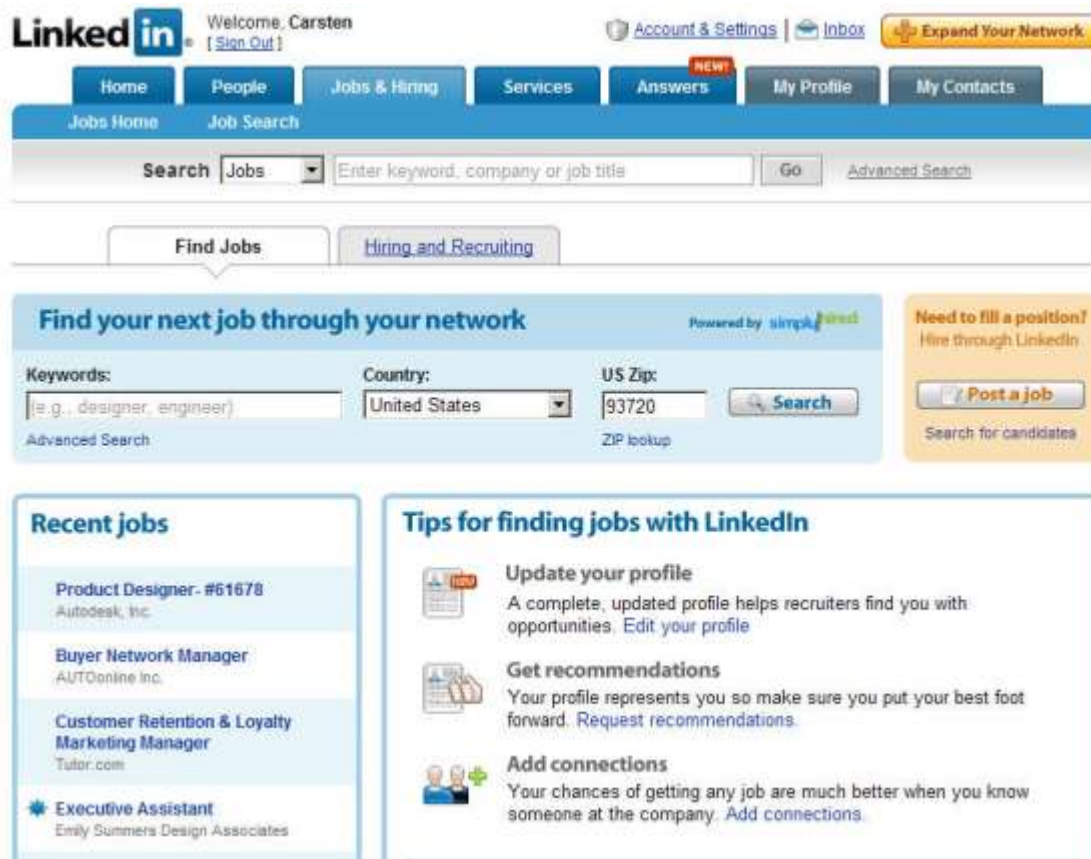 Linked in
Welcome, Carsten
[ Sign Out ]
Account & Settings | Inbox
Expand Your Network
Home People Jobs & Hiring Services Answers NEW! My Profile My Contacts
Jobs Home Job Search
Search Jobs Enter keyword, company or job title Go Advanced Search
Find Jobs Hiring and Recruiting
Find your next job through your network
Powered by simplyhired
Keywords: Country: US Zip:
(e.g., designer, engineer) United States 93720 Search
Advanced Search ZIP lookup
Need to fill a position?
Hire through LinkedIn
Post a job
Search for candidates
Recent jobs
Product Designer- #61678
Autodesk, Inc.
Buyer Network Manager
AUTOonline Inc.
Customer Retention & Loyalty
Marketing Manager
Tutor.com
Executive Assistant
Emily Summers Design Associates
Tips for finding jobs with LinkedIn
Update your profile
A complete, updated profile helps recruiters find you with
opportunities. Edit your profile
Get recommendations
Your profile represents you so make sure you put your best foot
forward. Request recommendations.
Add connections
Your chances of getting any job are much better when you know
someone at the company. Add connections.